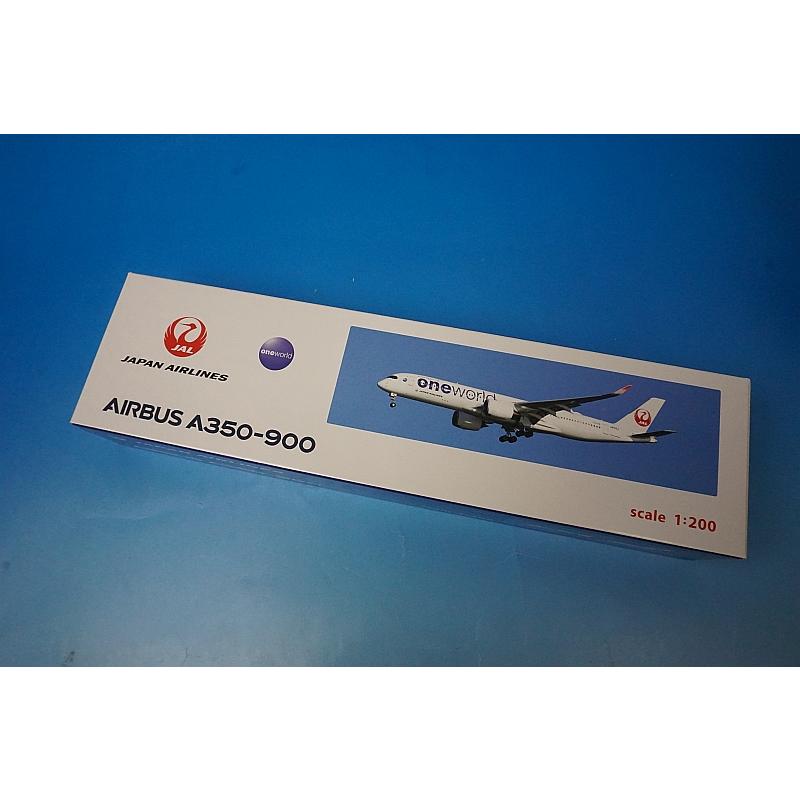 JAL
JAPAN AIRLINES
oneworld
AIRBUS A350-900
oneworld
scale 1:200